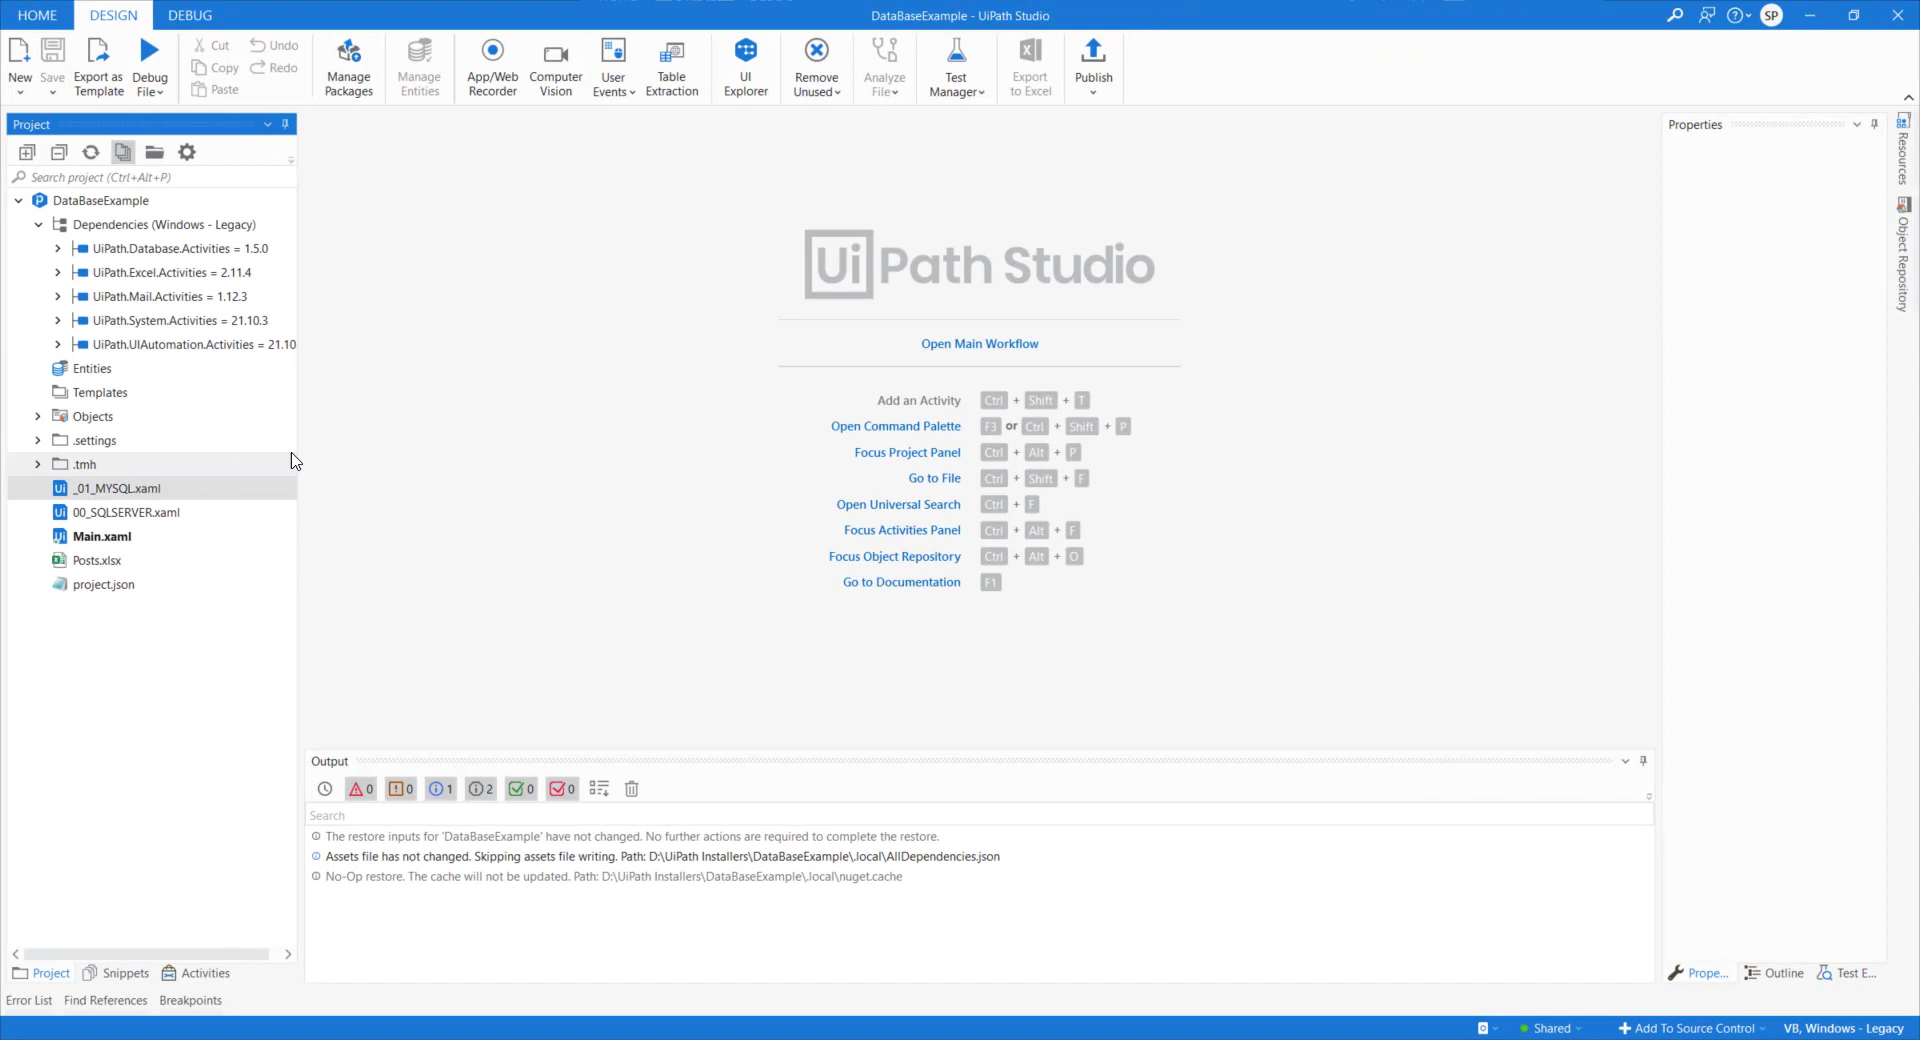 HOME DESIGN DEBUG DataBaseExample - UiPath Studio SP
New Save Export as Template Debug File Cut Copy Paste Undo Redo Manage Packages Manage Entities App/Web Recorder Computer Vision User Events Table Extraction UI Explorer Remove Unused Analyze File Test Manager Export to Excel Publish
Project
Search project (Ctrl+Alt+P)
DataBaseExample
Dependencies (Windows - Legacy)
UiPath.Database.Activities = 1.5.0
UiPath.Excel.Activities = 2.11.4
UiPath.Mail.Activities = 1.12.3
UiPath.System.Activities = 21.10.3
UiPath.UIAutomation.Activities = 21.10
Entities
Templates
Objects
.settings
.tmh
_01_MYSQL.xaml
00_SQLSERVER.xaml
Main.xaml
Posts.xlsx
project.json
Project Snippets Activities
Error List Find References Breakpoints
UiPath Studio
Open Main Workflow
Add an Activity Ctrl + Shift + T
Open Command Palette F3 or Ctrl + Shift + P
Focus Project Panel Ctrl + Alt + P
Go to File Ctrl + Shift + F
Open Universal Search Ctrl + F
Focus Activities Panel Ctrl + Alt + F
Focus Object Repository Ctrl + Alt + O
Go to Documentation F1
Output
0 0 1 2 0 0
Search
The restore inputs for 'DataBaseExample' have not changed. No further actions are required to complete the restore.
Assets file has not changed. Skipping assets file writing. Path: D:\UiPath Installers\DataBaseExample\.local\AllDependencies.json
No-Op restore. The cache will not be updated. Path: D:\UiPath Installers\DataBaseExample\.local\nuget.cache
Properties
Resources
Object Repository
Prope... Outline Test E...
Shared Add To Source Control VB, Windows - Legacy